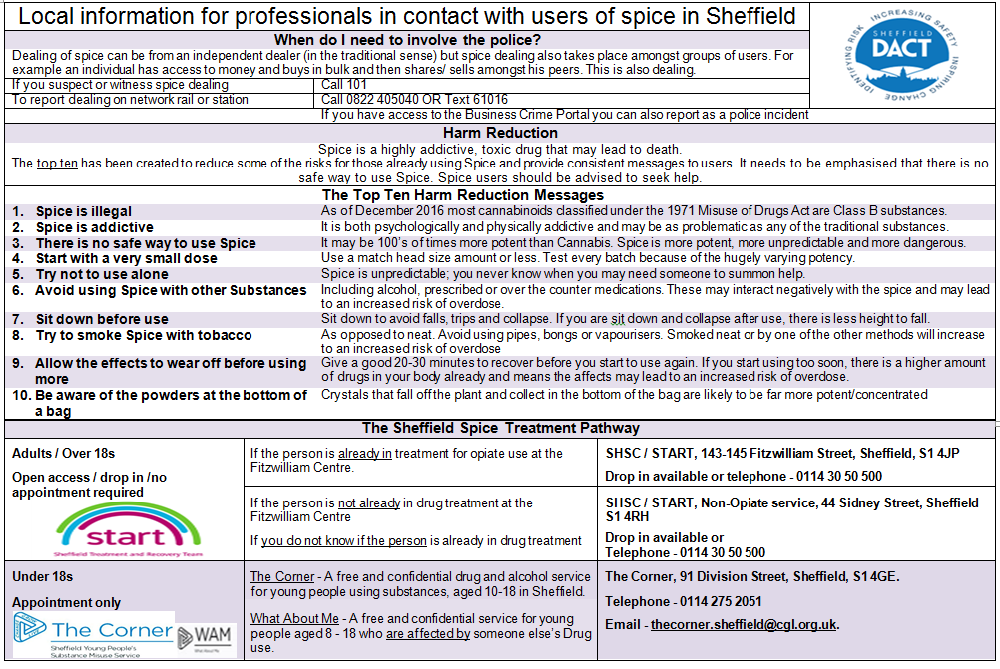 Local information for professionals in contact with users of spice in Sheffield
When do I need to involve the police?
Dealing of spice can be from an independent dealer (in the traditional sense) but spice dealing also takes place amongst groups of users. For
example an individual has access to money and buys in bulk and then shares/ sells amongst his peers. This is also dealing.
If you suspect or witness spice dealing Call 101
To report dealing on network rail or station Call 0822 405040 OR Text 61016
If you have access to the Business Crime Portal you can also report as a police incident
IDENTIFYING RISK INCREASING SAFETY INSPIRING CHANGE
SHEFFIELD
DACT
Harm Reduction
Spice is a highly addictive, toxic drug that may lead to death.
The top ten has been created to reduce some of the risks for those already using Spice and provide consistent messages to users. It needs to be emphasised that there is no
safe way to use Spice. Spice users should be advised to seek help.
The Top Ten Harm Reduction Messages
1. Spice is illegal As of December 2016 most cannabinoids classified under the 1971 Misuse of Drugs Act are Class B substances.
2. Spice is addictive It is both psychologically and physically addictive and may be as problematic as any of the traditional substances.
3. There is no safe way to use Spice It may be 100's of times more potent than Cannabis. Spice is more potent, more unpredictable and more dangerous.
4. Start with a very small dose Use a match head size amount or less. Test every batch because of the hugely varying potency.
5. Try not to use alone Spice is unpredictable; you never know when you may need someone to summon help.
6. Avoid using Spice with other Substances Including alcohol, prescribed or over the counter medications. These may interact negatively with the spice and may lead
to an increased risk of overdose.
7. Sit down before use Sit down to avoid falls, trips and collapse. If you are sit down and collapse after use, there is less height to fall.
8. Try to smoke Spice with tobacco As opposed to neat. Avoid using pipes, bongs or vapourisers. Smoked neat or by one of the other methods will increase
to an increased risk of overdose
9. Allow the effects to wear off before using Give a good 20-30 minutes to recover before you start to use again. If you start using too soon, there is a higher amount
more of drugs in your body already and means the affects may lead to an increased risk of overdose.
10. Be aware of the powders at the bottom of Crystals that fall off the plant and collect in the bottom of the bag are likely to be far more potent/concentrated
a bag
The Sheffield Spice Treatment Pathway
Adults / Over 18s
Open access / drop in /no
appointment required
start
Sheffield Treatment and Recovery Team
If the person is already in treatment for opiate use at the
Fitzwilliam Centre.
SHSC / START, 143-145 Fitzwilliam Street, Sheffield, S1 4JP
Drop in available or telephone - 0114 30 50 500
If the person is not already in drug treatment at the
Fitzwilliam Centre
If you do not know if the person is already in drug treatment
SHSC / START, Non-Opiate service, 44 Sidney Street, Sheffield
S1 4RH
Drop in available or
Telephone - 0114 30 50 500
Under 18s
Appointment only
The Corner
Sheffield Young People's
Substance Misuse Service
WAM
What About Me
The Corner - A free and confidential drug and alcohol service
for young people using substances, aged 10-18 in Sheffield.
What About Me - A free and confidential service for young
people aged 8 - 18 who are affected by someone else's Drug
use.
The Corner, 91 Division Street, Sheffield, S1 4GE.
Telephone - 0114 275 2051
Email - thecorner.sheffield@cgl.org.uk.